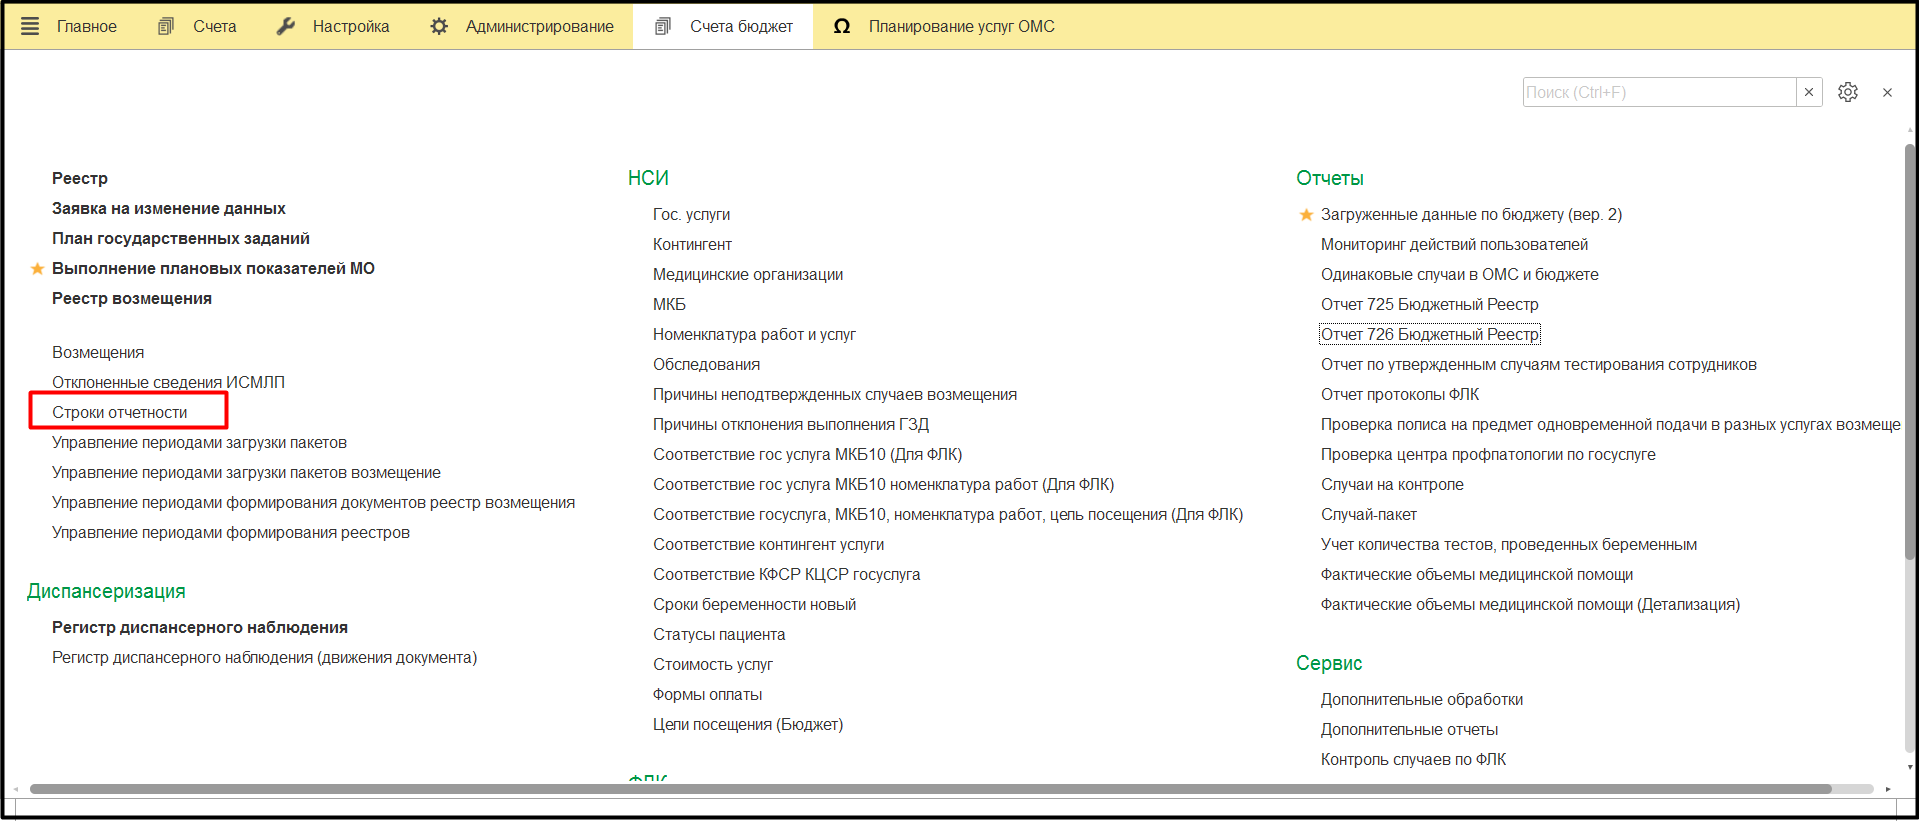 Главное
Счета
Настройка
Администрирование
Счета бюджет
Ω Планирование услуг ОМС
Поиск (Ctrl+F)
Реестр
Заявка на изменение данных
План государственных заданий
Выполнение плановых показателей МО
Реестр возмещения
Возмещения
Отклоненные сведения ИСМЛП
Строки отчетности
Управление периодами загрузки пакетов
Управление периодами загрузки пакетов возмещение
Управление периодами формирования документов реестр возмещения
Управление периодами формирования реестров
Диспансеризация
Регистр диспансерного наблюдения
Регистр диспансерного наблюдения (движения документа)
НСИ
Гос. услуги
Контингент
Медицинские организации
МКБ
Номенклатура работ и услуг
Обследования
Причины неподтвержденных случаев возмещения
Причины отклонения выполнения ГЗД
Соответствие гос услуга МКБ10 (Для ФЛК)
Соответствие гос услуга МКБ10 номенклатура работ (Для ФЛК)
Соответствие госуслуга, МКБ10, номенклатура работ, цель посещения (Для ФЛК)
Соответствие контингент услуги
Соответствие КФСР КЦСР госуслуга
Сроки беременности новый
Статусы пациента
Стоимость услуг
Формы оплаты
Цели посещения (Бюджет)
ФЛК
Отчеты
Загруженные данные по бюджету (вер. 2)
Мониторинг действий пользователей
Одинаковые случаи в ОМС и бюджете
Отчет 725 Бюджетный Реестр
Отчет 726 Бюджетный Реестр
Отчет по утвержденным случаям тестирования сотрудников
Отчет протоколы ФЛК
Проверка полиса на предмет одновременной подачи в разных услугах возмеще
Проверка центра профпатологии по госуслуге
Случаи на контроле
Случай-пакет
Учет количества тестов, проведенных беременным
Фактические объемы медицинской помощи
Фактические объемы медицинской помощи (Детализация)
Сервис
Дополнительные обработки
Дополнительные отчеты
Контроль случаев по ФЛК